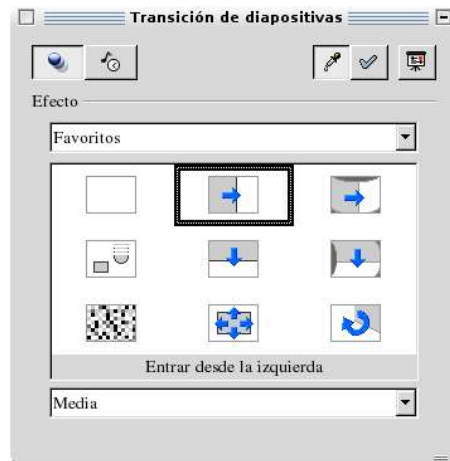 Transición de diapositivas
Efecto
Favoritos
Entrar desde la izquierda
Media